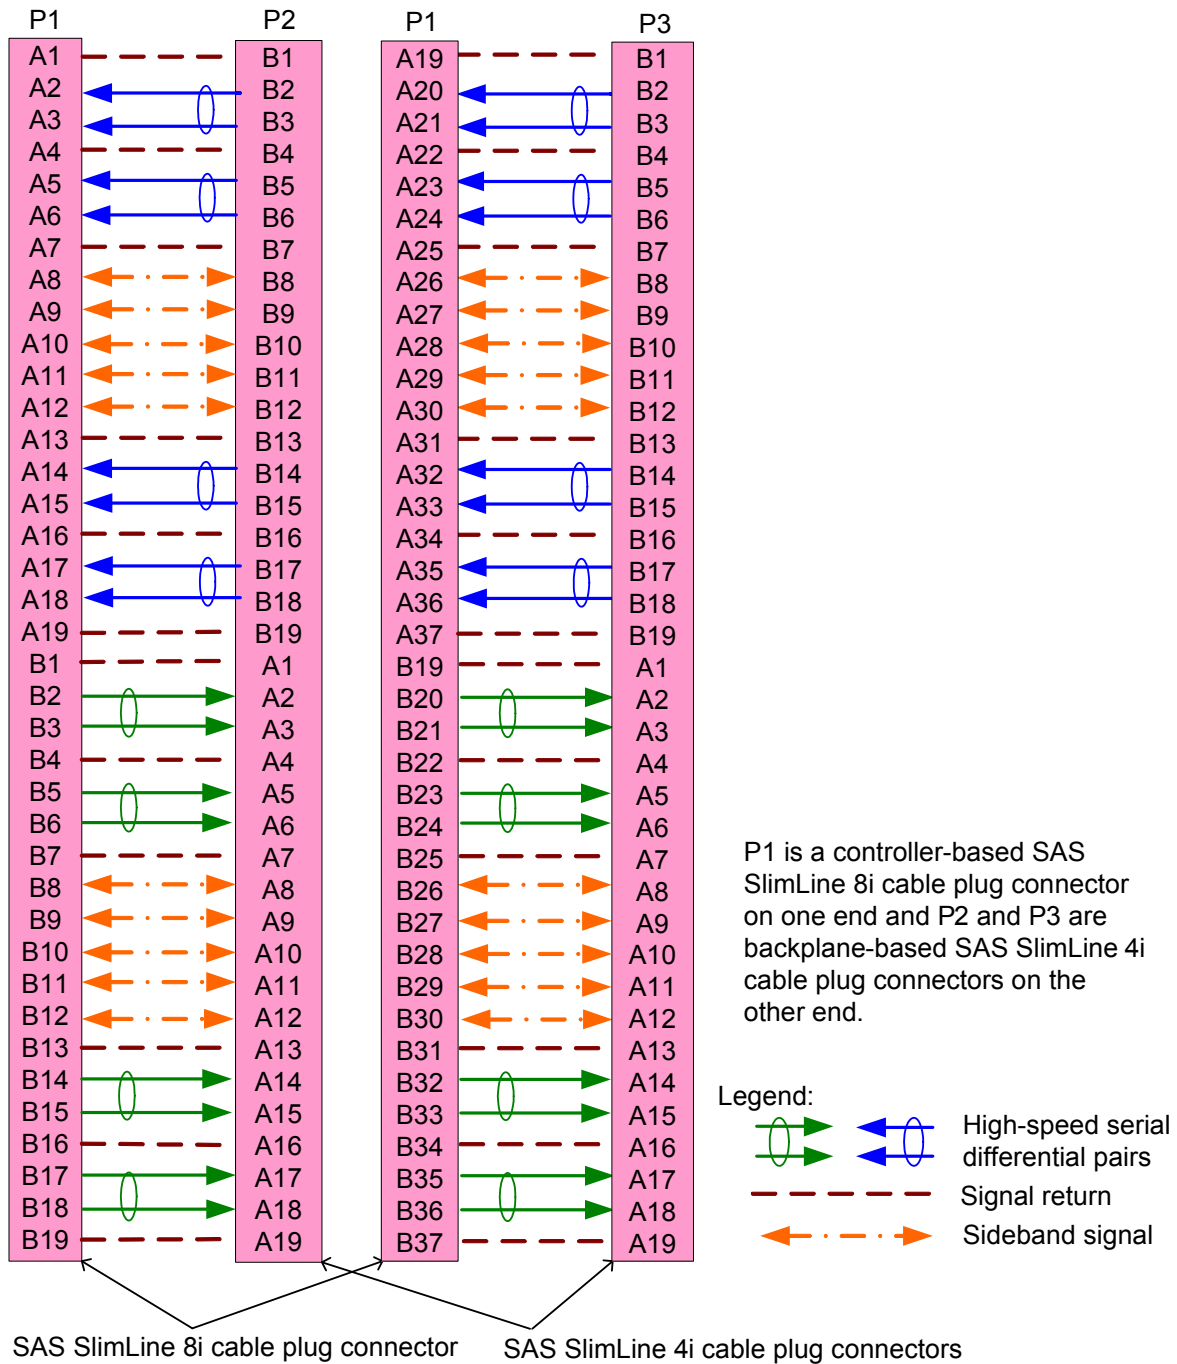 P1 P2 P1 P3
A1 B1 A19 B1
A2 B2 A20 B2
A3 B3 A21 B3
A4 B4 A22 B4
A5 B5 A23 B5
A6 B6 A24 B6
A7 B7 A25 B7
A8 B8 A26 B8
A9 B9 A27 B9
A10 B10 A28 B10
A11 B11 A29 B11
A12 B12 A30 B12
A13 B13 A31 B13
A14 B14 A32 B14
A15 B15 A33 B15
A16 B16 A34 B16
A17 B17 A35 B17
A18 B18 A36 B18
A19 B19 A37 B19
B1 A1 B19 A1
B2 A2 B20 A2
B3 A3 B21 A3
B4 A4 B22 A4
B5 A5 B23 A5
B6 A6 B24 A6
B7 A7 B25 A7
B8 A8 B26 A8
B9 A9 B27 A9
B10 A10 B28 A10
B11 A11 B29 A11
B12 A12 B30 A12
B13 A13 B31 A13
B14 A14 B32 A14
B15 A15 B33 A15
B16 A16 B34 A16
B17 A17 B35 A17
B18 A18 B36 A18
B19 A19 B37 A19
P1 is a controller-based SAS
SlimLine 8i cable plug connector
on one end and P2 and P3 are
backplane-based SAS SlimLine 4i
cable plug connectors on the
other end.
Legend:
High-speed serial
differential pairs
Signal return
Sideband signal
SAS SlimLine 8i cable plug connector
SAS SlimLine 4i cable plug connectors